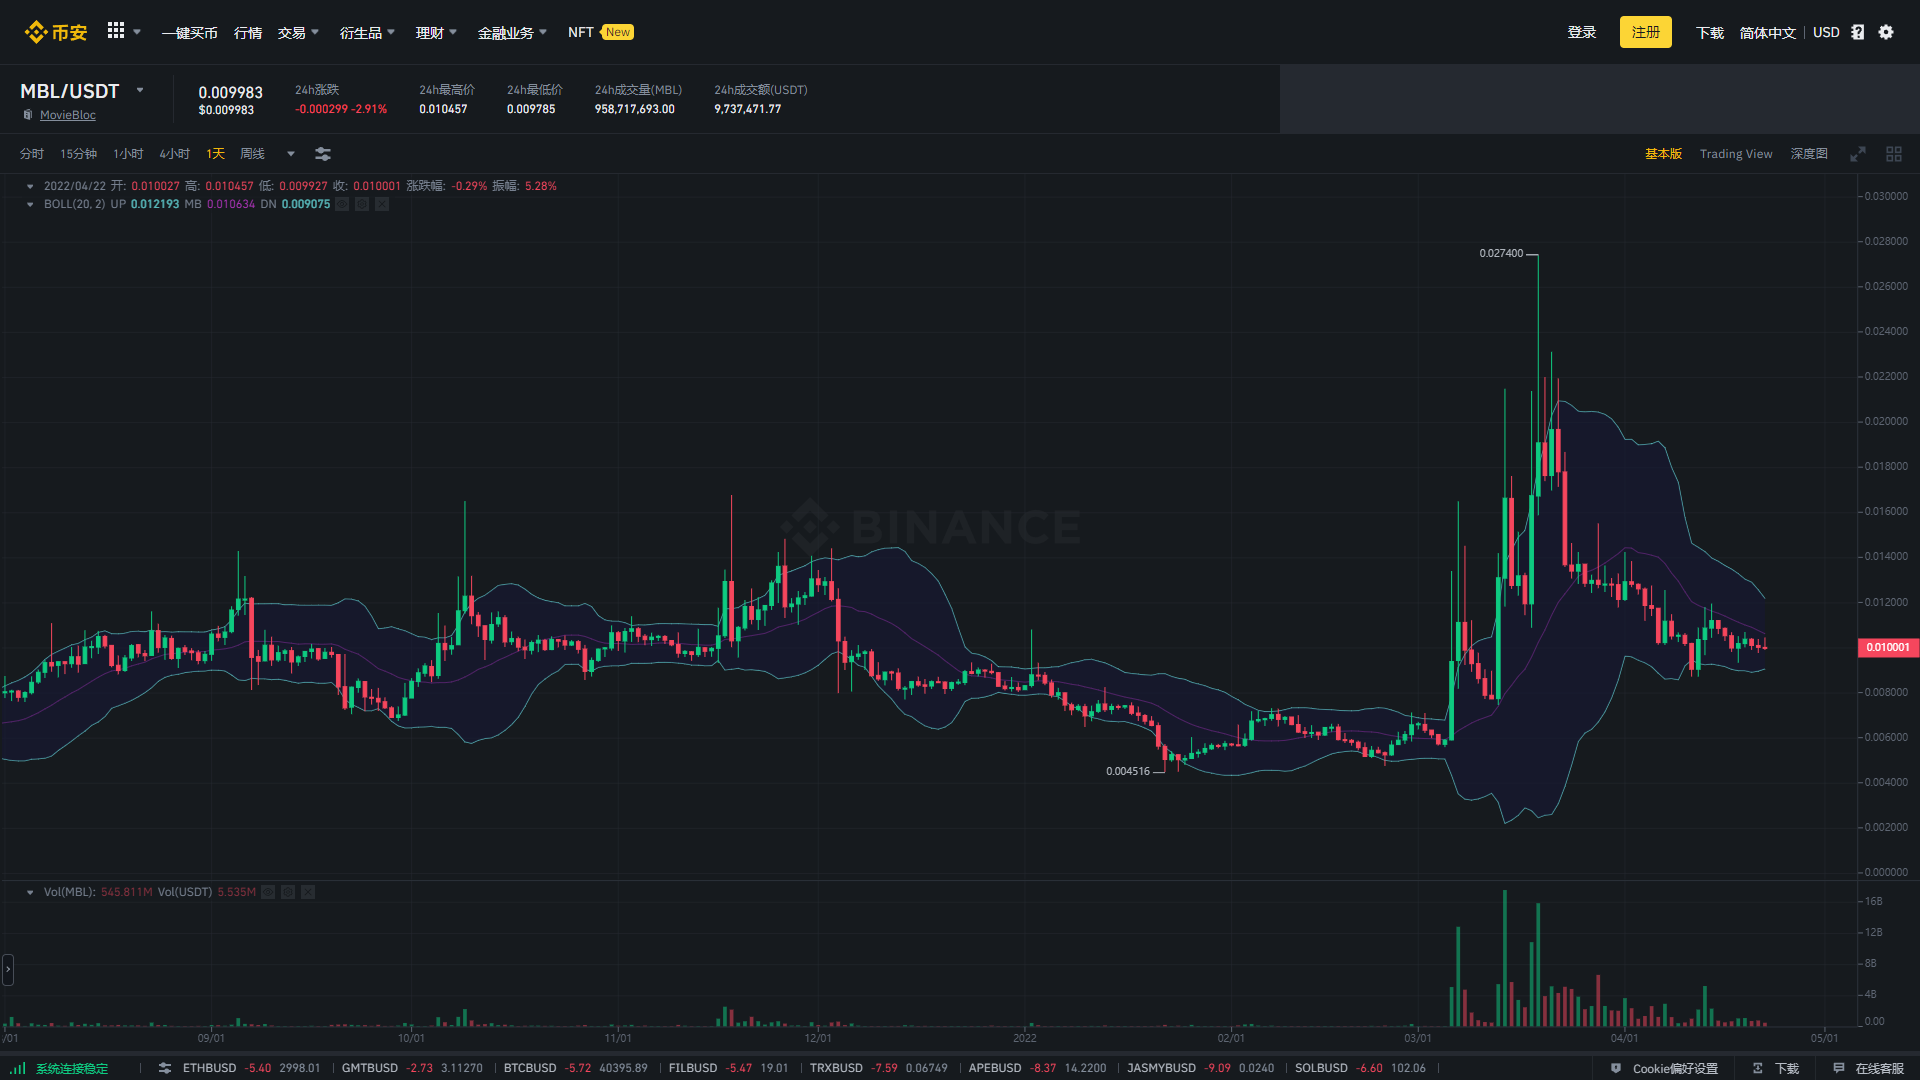 币安 一键买币 行情 交易 衍生品 理财 金融业务 NFT New 登录 注册 下载 简体中文 USD
MBL/USDT
MovieBloc
0.009983
$0.009983
24h涨跌
-0.000299 -2.91%
24h最高价
0.010457
24h最低价
0.009785
24h成交量(MBL)
958,717,693.00
24h成交额(USDT)
9,737,471.77
分时 15分钟 1小时 4小时 1天 周线 基本版 Trading View 深度图
2022/04/22 开: 0.010027 高: 0.010457 低: 0.009927 收: 0.010001 涨跌幅: -0.29% 振幅: 5.28%
BOLL(20, 2) UP 0.012193 MB 0.010634 DN 0.009075
0.030000
0.028000
0.027400
0.026000
0.024000
0.022000
0.020000
0.018000
0.016000
BINANCE
0.014000
0.012000
0.010001
0.008000
0.006000
0.004516
0.004000
0.002000
0.000000
Vol(MBL): 545.811M Vol(USDT) 5.535M
16B
12B
8B
4B
0.00
/01 09/01 10/01 11/01 12/01 2022 02/01 03/01 04/01 05/01
系统连接稳定 ETHBUSD -5.40 2998.01 GMTBUSD -2.73 3.11270 BTCBUSD -5.72 40395.89 FILBUSD -5.47 19.01 TRXBUSD -7.59 0.06749 APEBUSD -8.37 14.2200 JASMYBUSD -9.09 0.0240 SOLBUSD -6.60 102.06 Cookie偏好设置 下载 在线客服